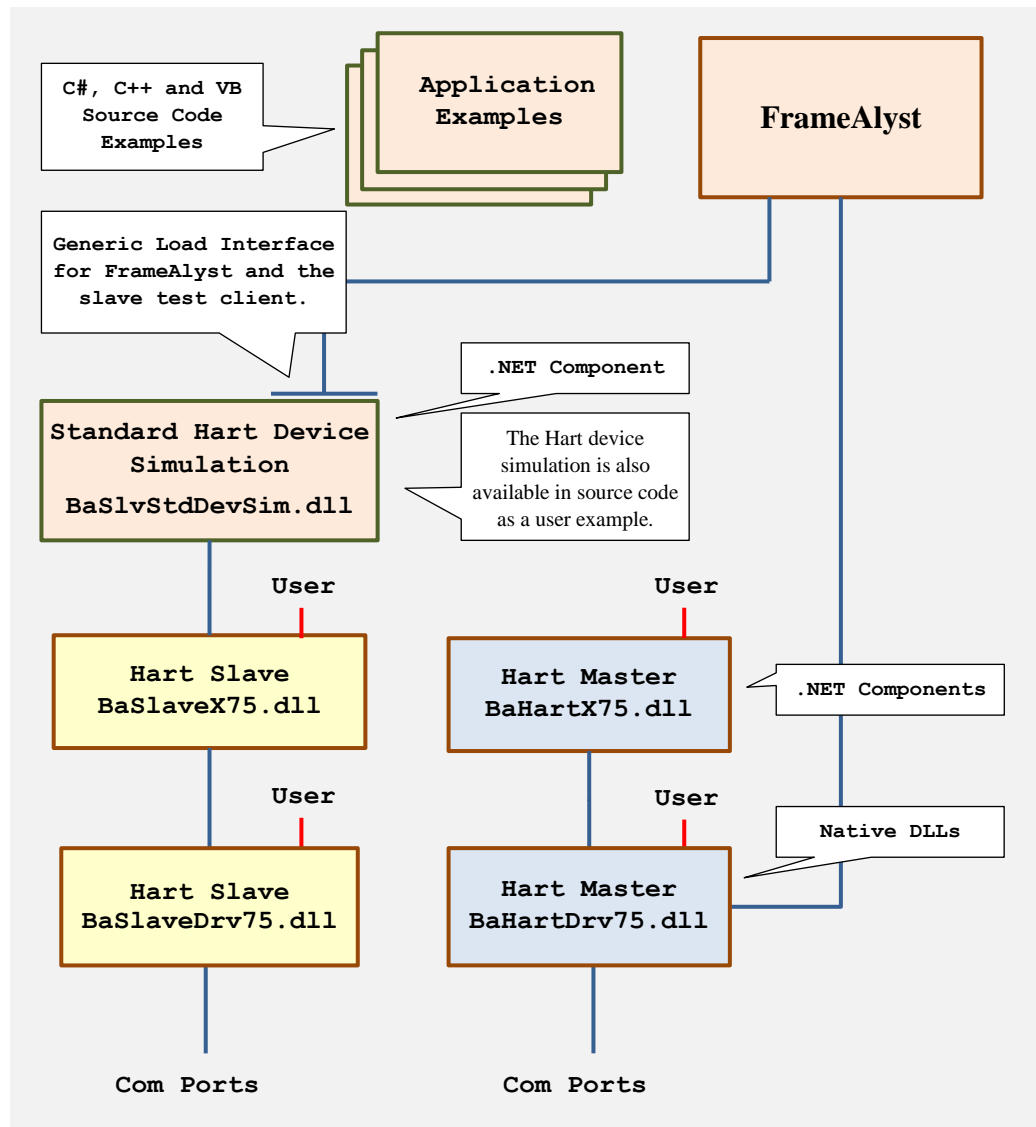 C#, C++ and VB
Source Code
Examples
Application
Examples
FrameAlyst
Generic Load Interface
for FrameAlyst and the
slave test client.
.NET Component
Standard Hart Device
Simulation
BaSlvStdDevSim.dll
The Hart device
simulation is also
available in source code
as a user example.
User
User
Hart Slave
BaSlaveX75.dll
Hart Master
BaHartX75.dll
.NET Components
User
User
Native DLLs
Hart Slave
BaSlaveDrv75.dll
Hart Master
BaHartDrv75.dll
Com Ports
Com Ports